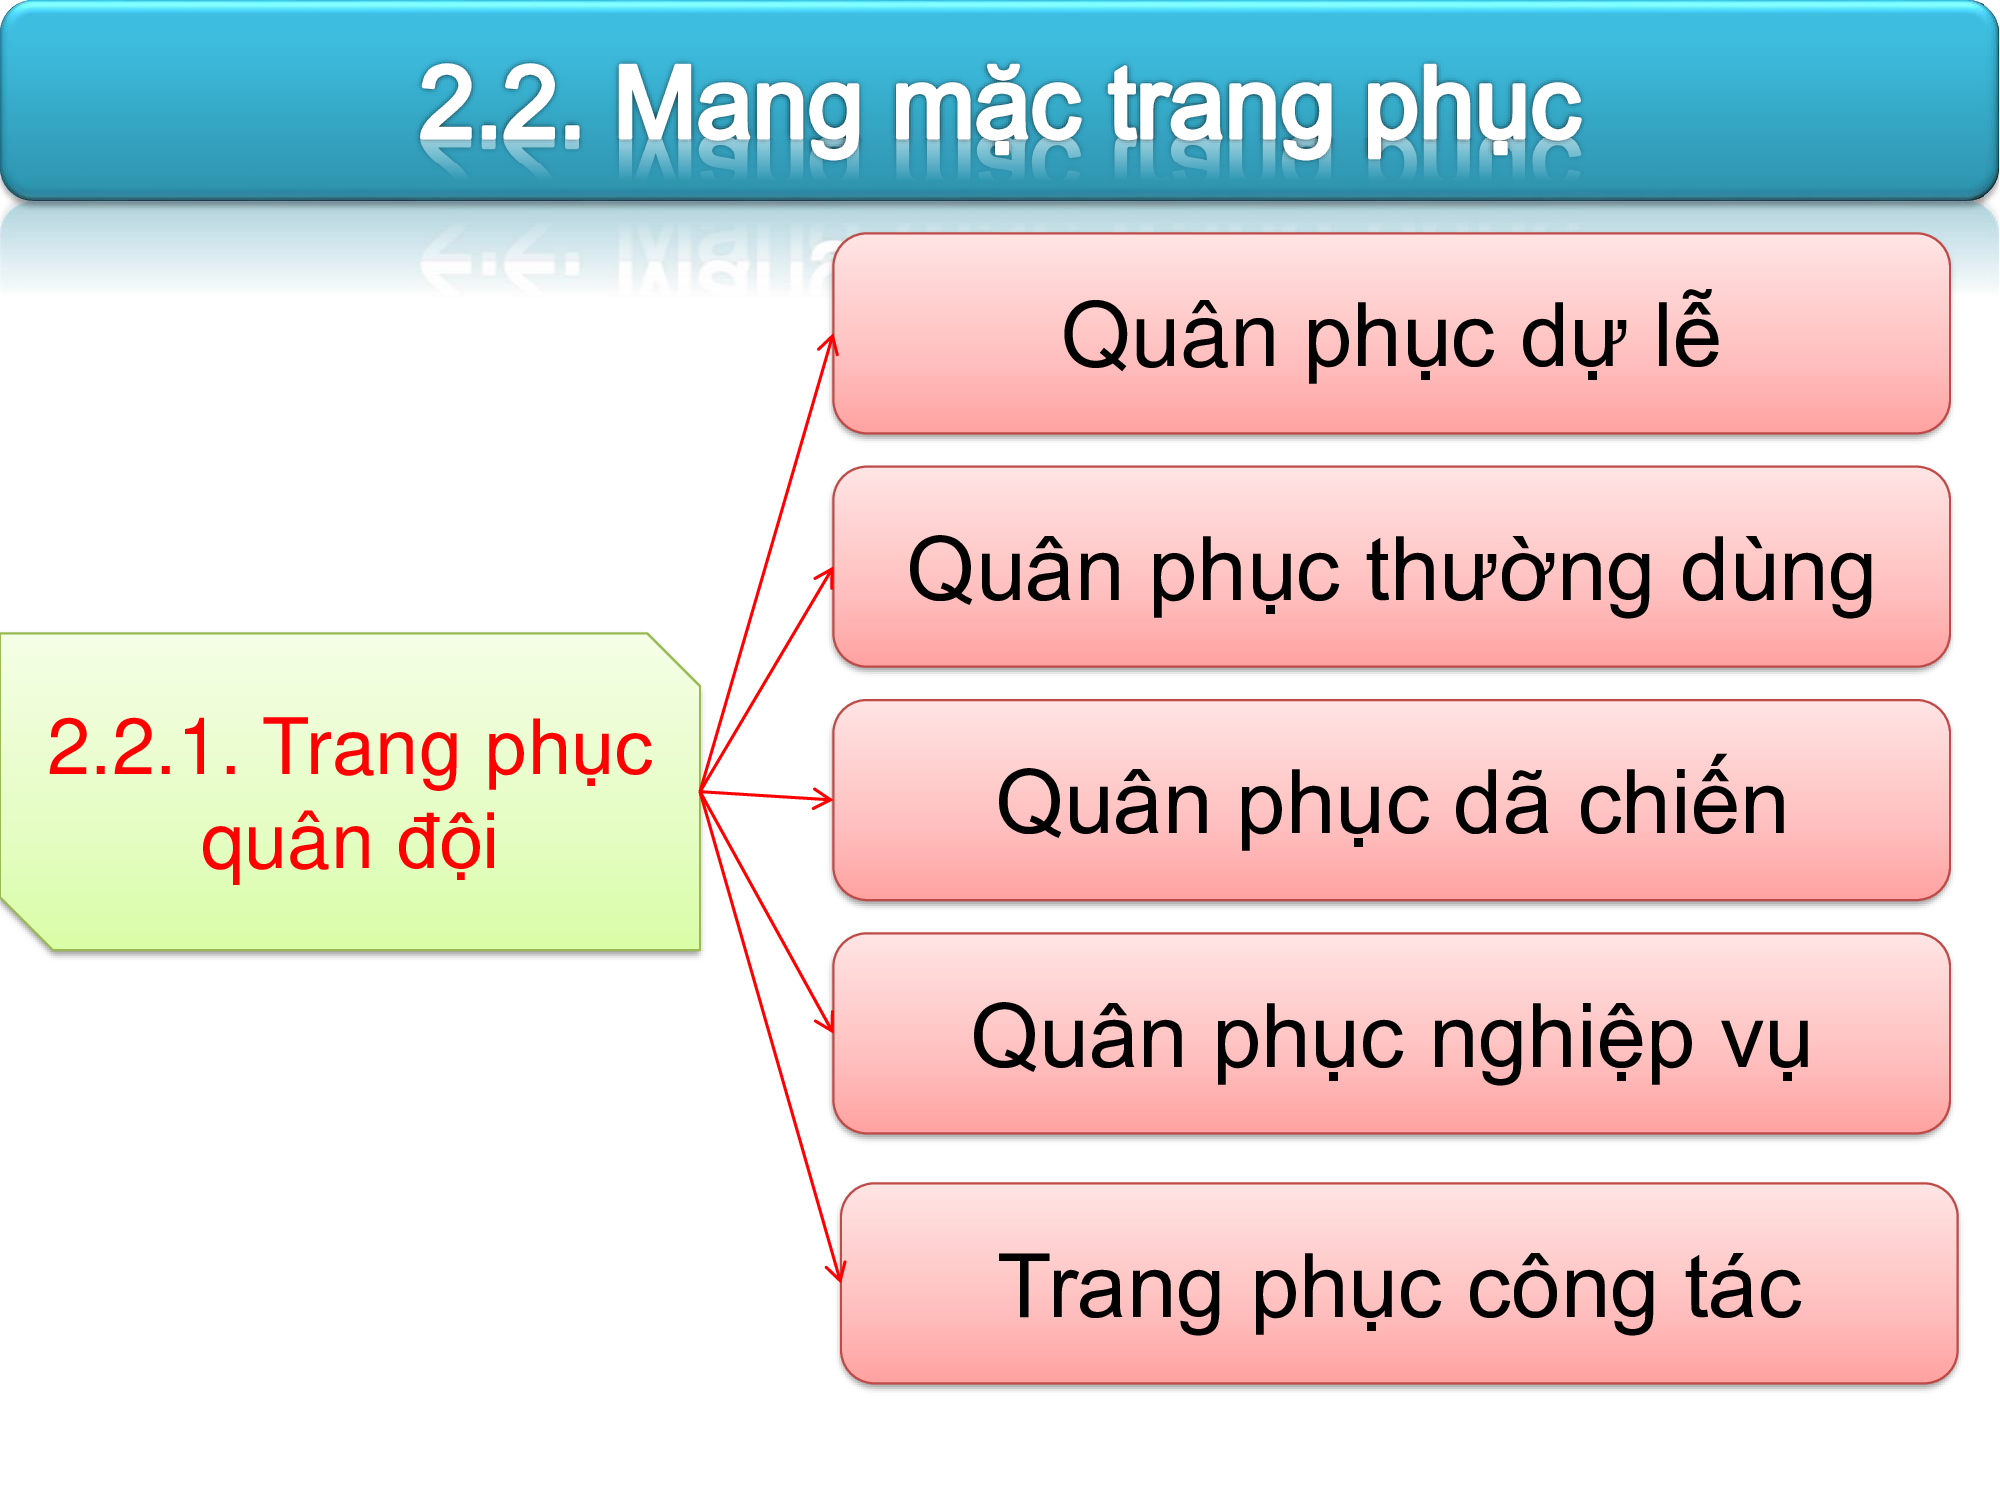 2.2. Mang mặc trang phục
2.2.1. Trang phục
quân đội
Quân phục dự lễ
Quân phục thường dùng
Quân phục dã chiến
Quân phục nghiệp vụ
Trang phục công tác